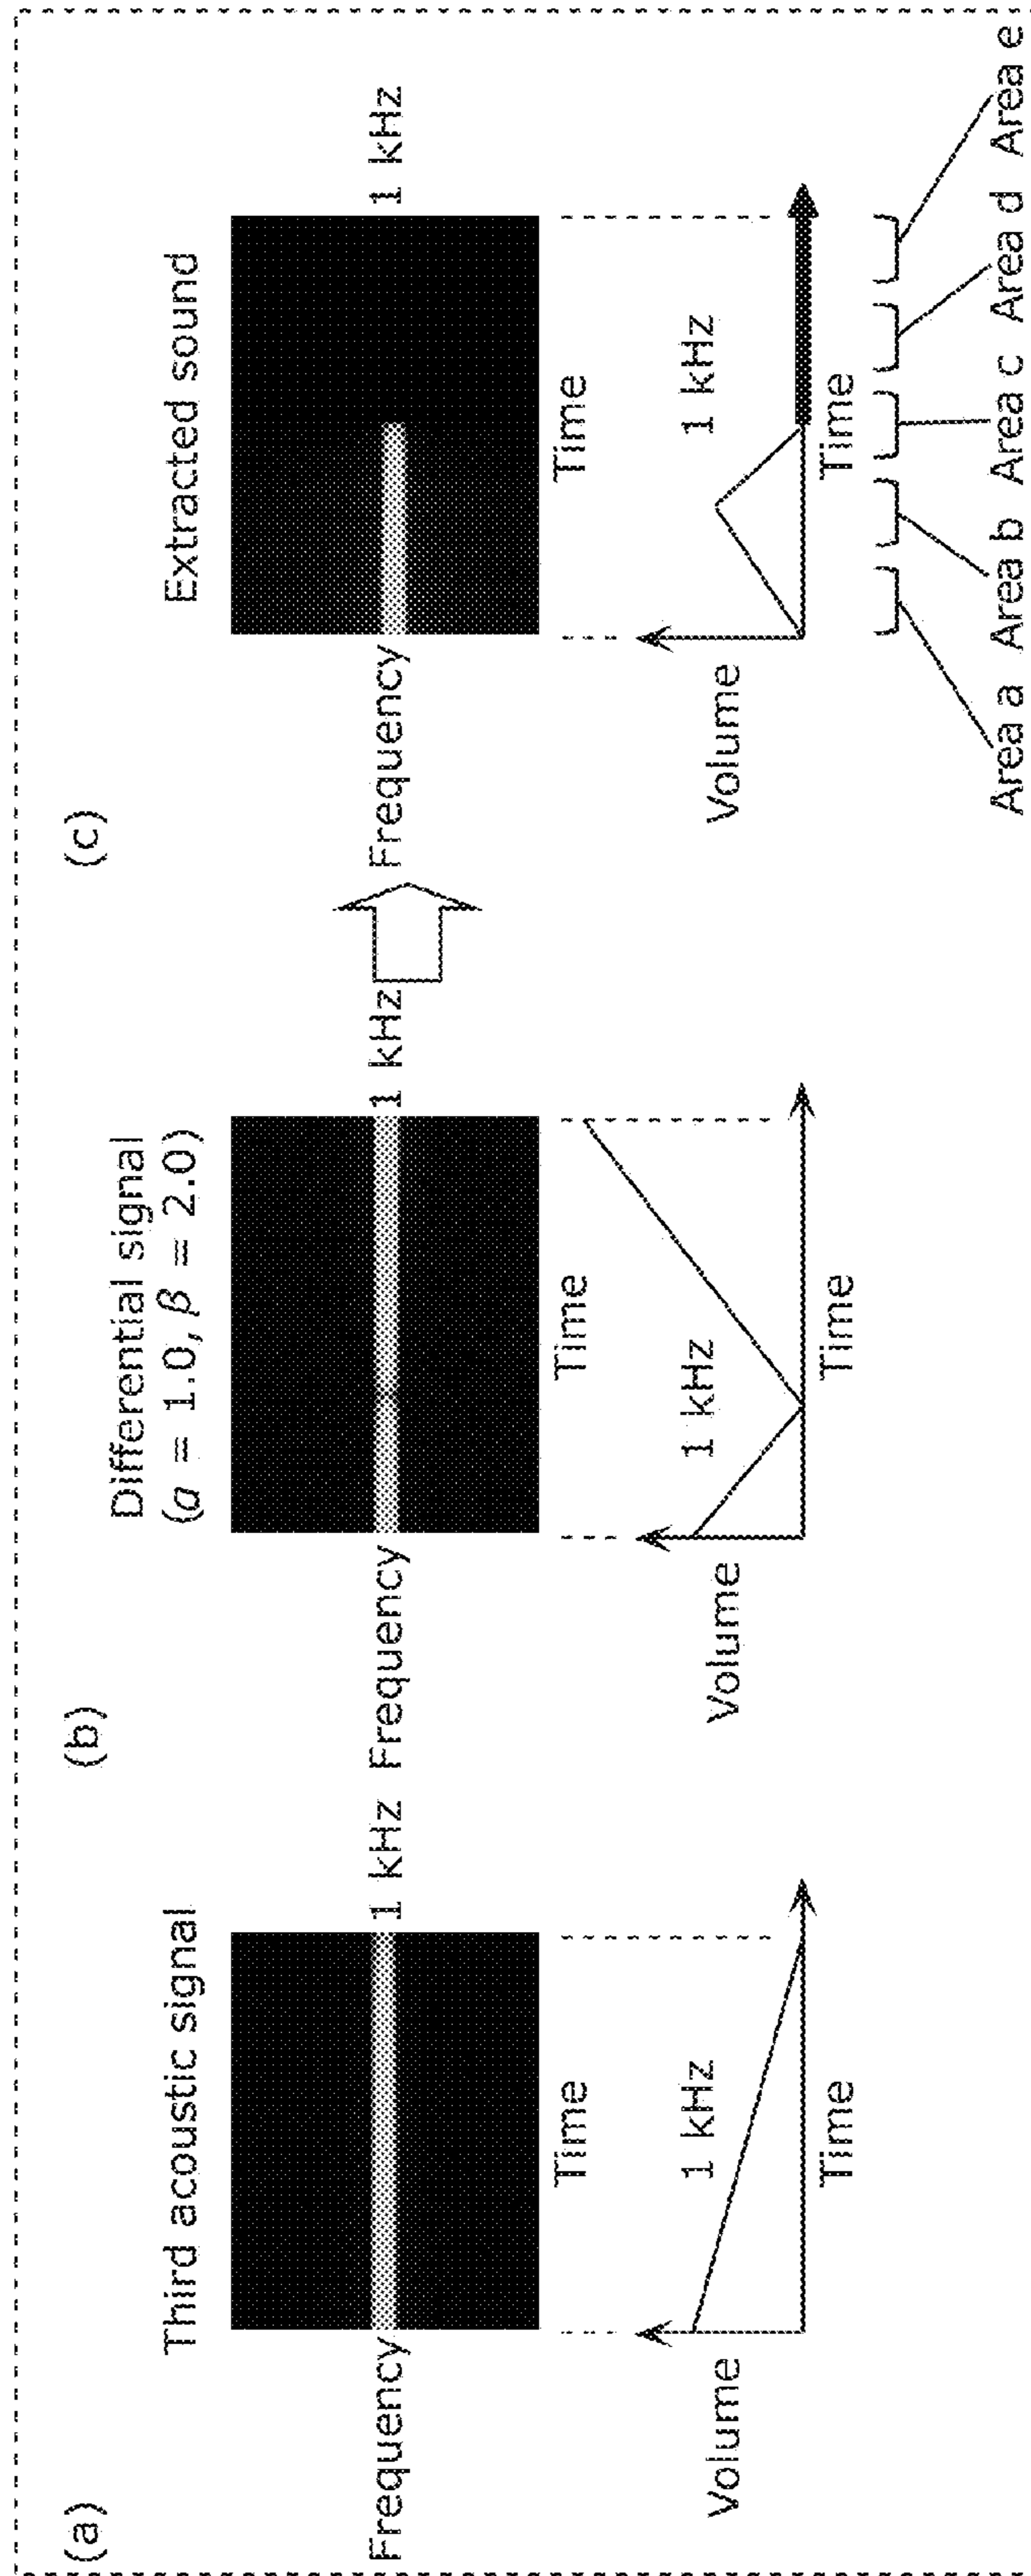 (a)
Third acoustic signal
Frequency
1 kHz
Time
Volume
1 kHz
Time
(b)
Differential signal
(α = 1.0, β = 2.0)
Frequency
1 kHz
Time
Volume
1 kHz
Time
(c)
Extracted sound
Frequency
1 kHz
Time
Volume
1 kHz
Time
Area a Area b Area c Area d Area e